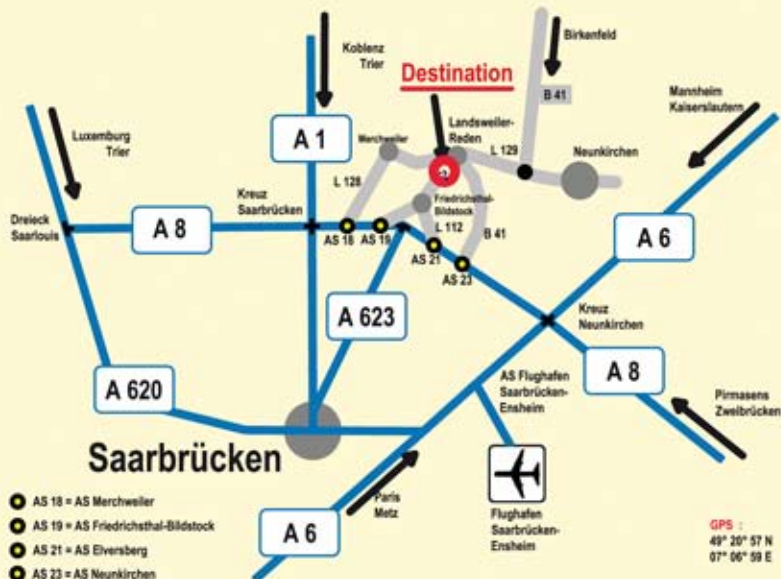 Koblenz
Trier
Birkenfeld
Destination
B 41
Mannheim
Kaiserslautern
Luxemburg
Trier
A 1
Merchweiler
Landsweiler-
Reden
L 129
Neunkirchen
L 128
Kreuz
Saarbrücken
Friedrichsthal-
Bildstock
Dreieck
Saarlouis
A 8
AS 18
AS 19
L 112
AS 21
B 41
AS 23
A 6
A 623
Kreuz
Neunkirchen
A 620
AS Flughafen
Saarbrücken-
Ensheim
A 8
Pirmasens
Zweibrücken
Saarbrücken
AS 18 = AS Merchweiler
AS 19 = AS Friedrichsthal-Bildstock
AS 21 = AS Elversberg
AS 23 = AS Neunkirchen
A 6
Paris
Metz
Flughafen
Saarbrücken-
Ensheim
GPS :
49° 20° 57 N
07° 06° 59 E